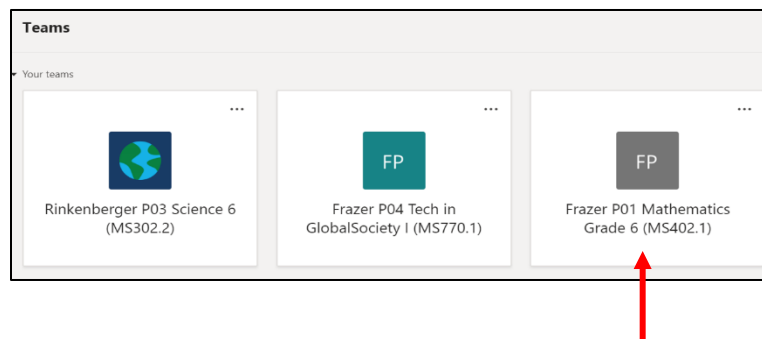 Teams
Your teams
...
...
...
FP
FP
Rinkenberger P03 Science 6
(MS302.2)
Frazer P04 Tech in
GlobalSociety I (MS770.1)
Frazer P01 Mathematics
Grade 6 (MS402.1)